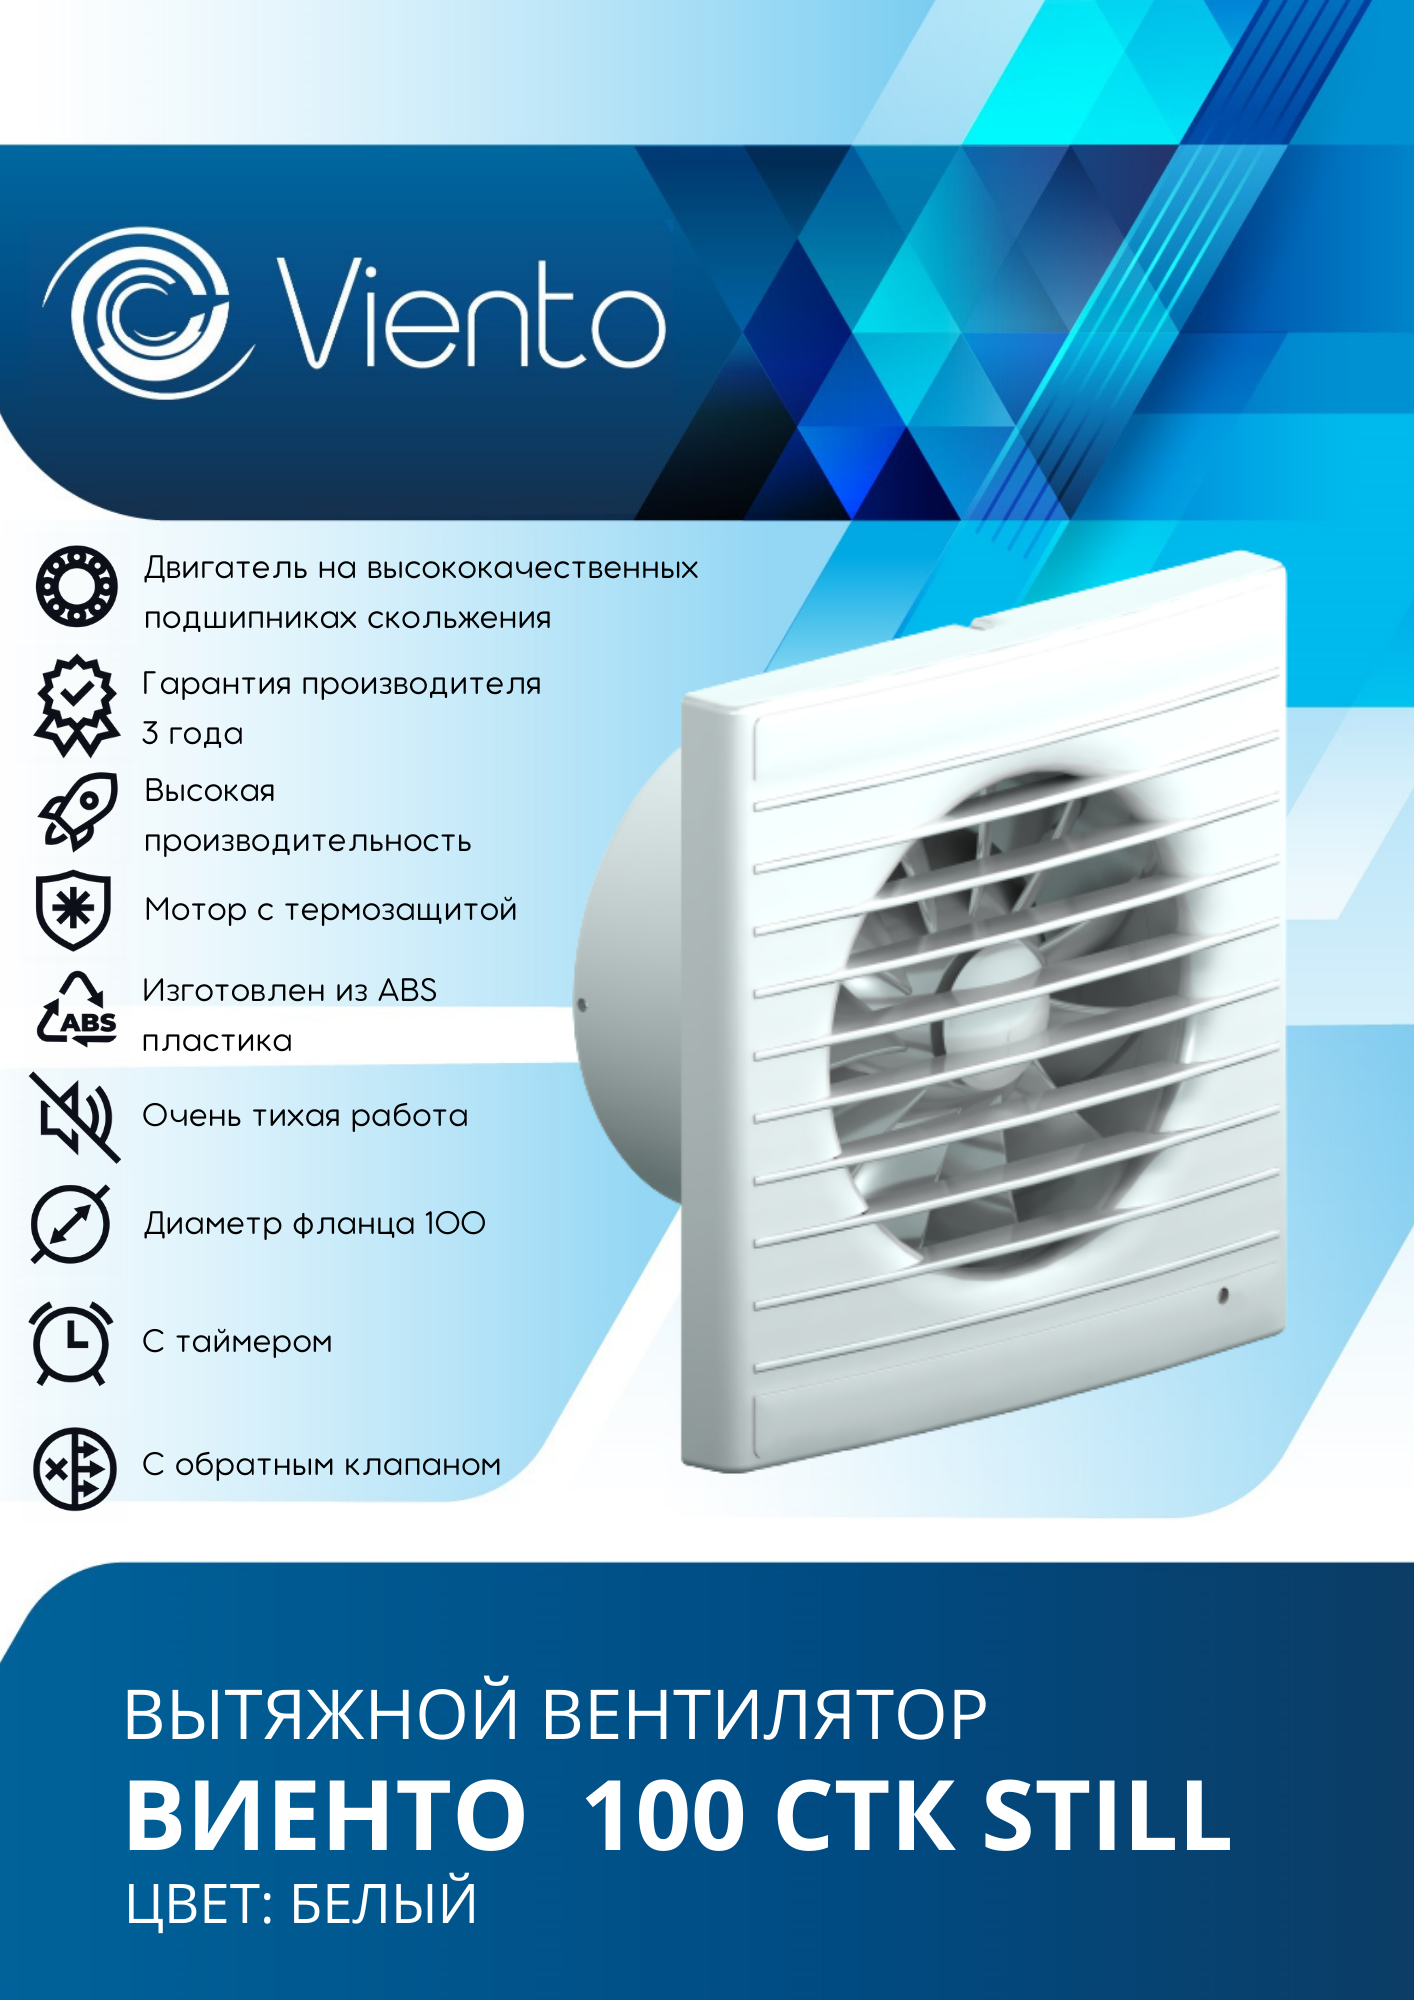 Viento
Двигатель на высококачественных
подшипниках скольжения
Гарантия производителя
3 года
Высокая
производительность
Мотор с термозащитой
Изготовлен из ABS
пластика
ABS
Очень тихая работа
Диаметр фланца 100
С таймером
С обратным клапаном
ВЫТЯЖНОЙ ВЕНТИЛЯТОР
ВИЕНТО 100 СТК STILL
ЦВЕТ: БЕЛЫЙ